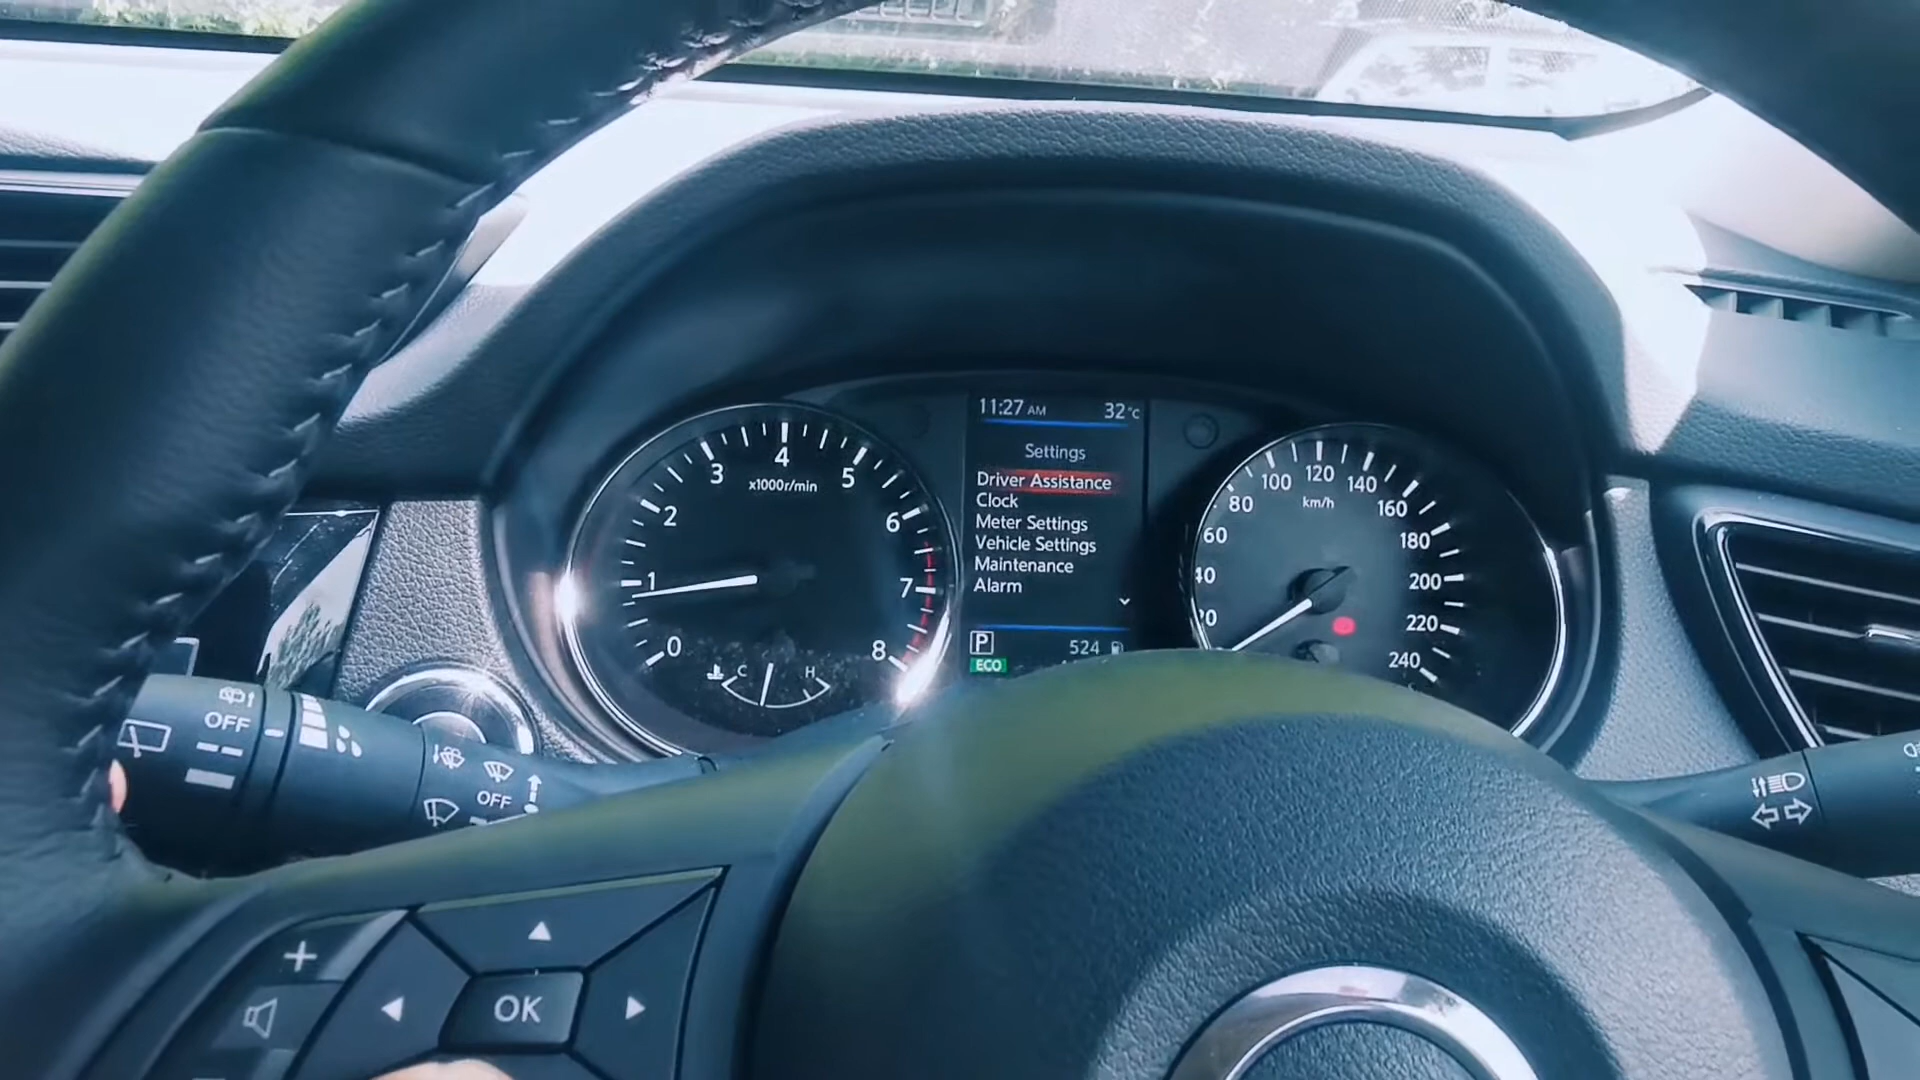 11:27 AM 32°C
Settings
Driver Assistance
Clock
Meter Settings
Vehicle Settings
Maintenance
Alarm
P 524
ECO
0 1 2 3 4 5 6 7 8
x1000r/min
C H
20 40 60 80 100 120 140 160 180 200 220 240
km/h
OFF
OFF
OK